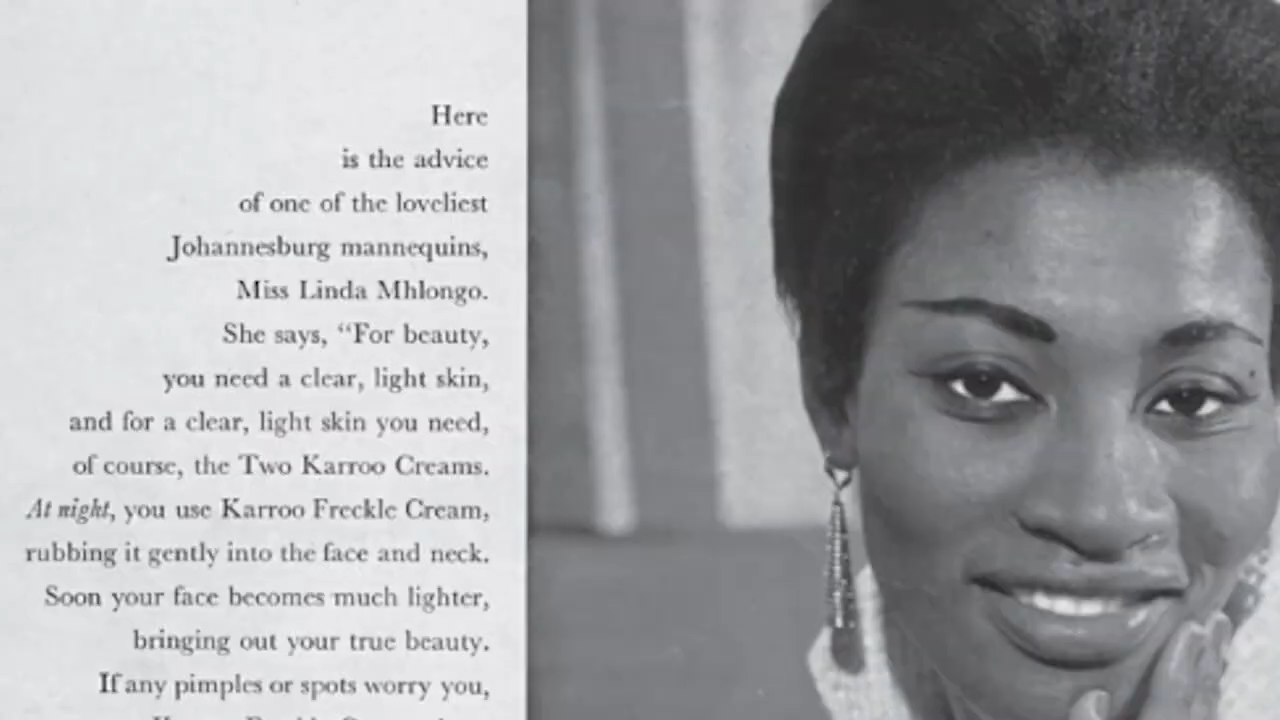 Here
is the advice
of one of the loveliest
Johannesburg mannequins,
Miss Linda Mhlongo.
She says, “For beauty,
you need a clear, light skin,
and for a clear, light skin you need,
of course, the Two Karroo Creams.
At night, you use Karroo Freckle Cream,
rubbing it gently into the face and neck.
Soon your face becomes much lighter,
bringing out your true beauty.
If any pimples or spots worry you,